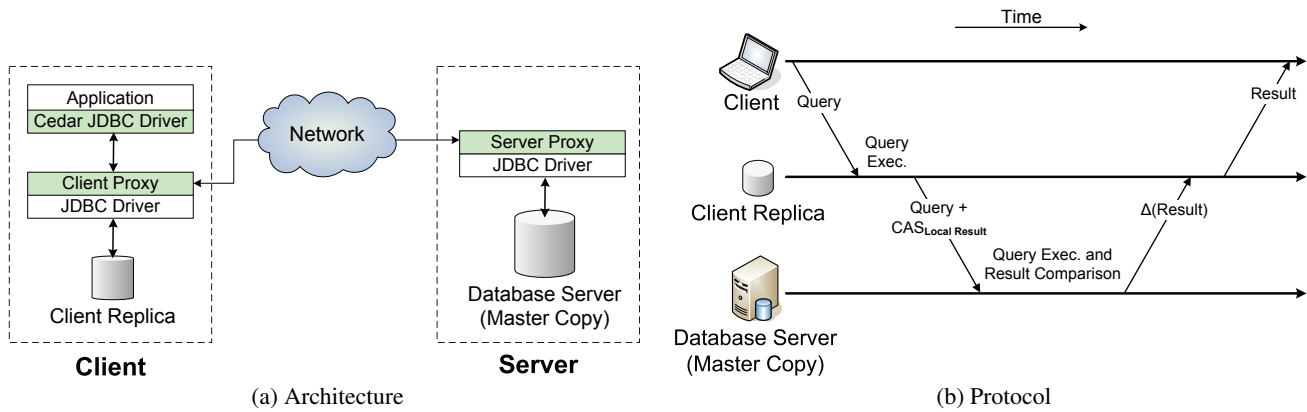 Application
Cedar JDBC Driver
Client Proxy
JDBC Driver
Client Replica
Client
Network
Server Proxy
JDBC Driver
Database Server
(Master Copy)
Server
(a) Architecture
Time
Client
Query
Result
Query
Exec.
Client Replica
Query +
CAS Local Result
Δ(Result)
Query Exec. and
Result Comparison
Database Server
(Master Copy)
(b) Protocol